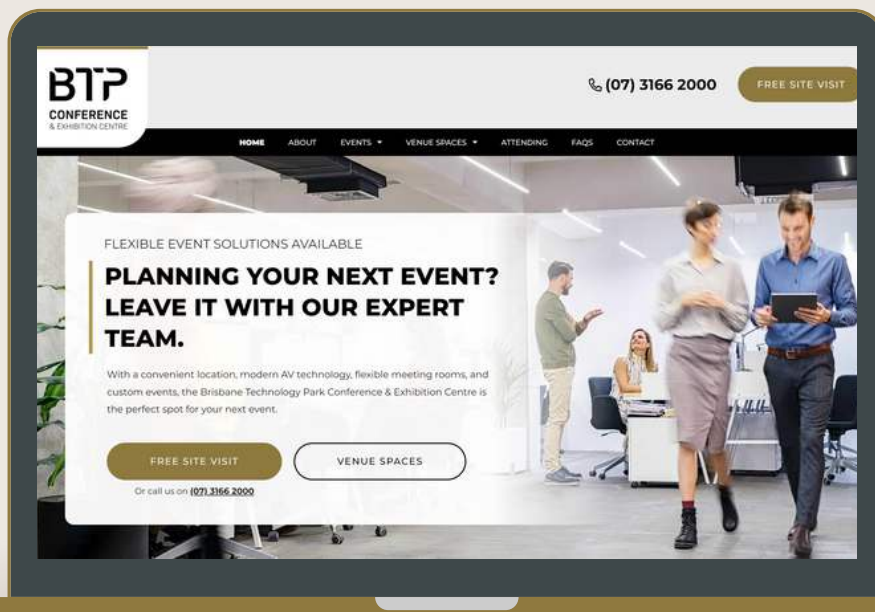 BTP
CONFERENCE
& EXHIBITION CENTRE
(07) 3166 2000
FREE SITE VISIT
HOME ABOUT EVENTS VENUE SPACES ATTENDING FAQS CONTACT
FLEXIBLE EVENT SOLUTIONS AVAILABLE
PLANNING YOUR NEXT EVENT?
LEAVE IT WITH OUR EXPERT
TEAM.
With a convenient location, modern AV technology, flexible meeting rooms, and
custom events, the Brisbane Technology Park Conference & Exhibition Centre is
the perfect spot for your next event.
FREE SITE VISIT
VENUE SPACES
Or call us on (07) 3166 2000